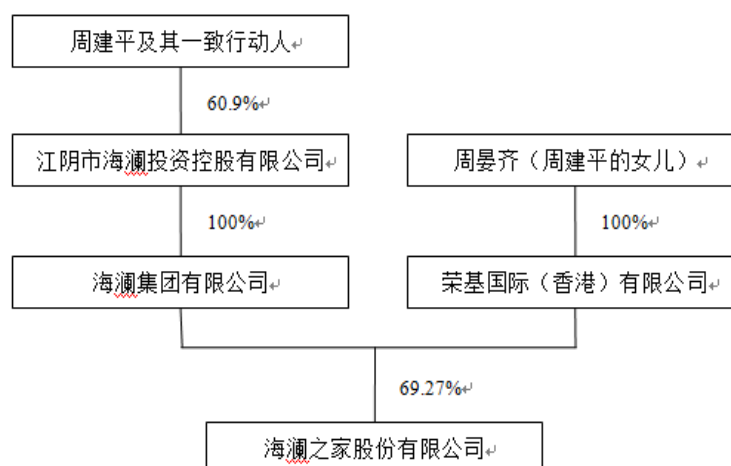 周建平及其一致行动人
60.9%
江阴市海澜投资控股有限公司
周晏齐（周建平的女儿）
100%
100%
海澜集团有限公司
荣基国际（香港）有限公司
69.27%
海澜之家股份有限公司